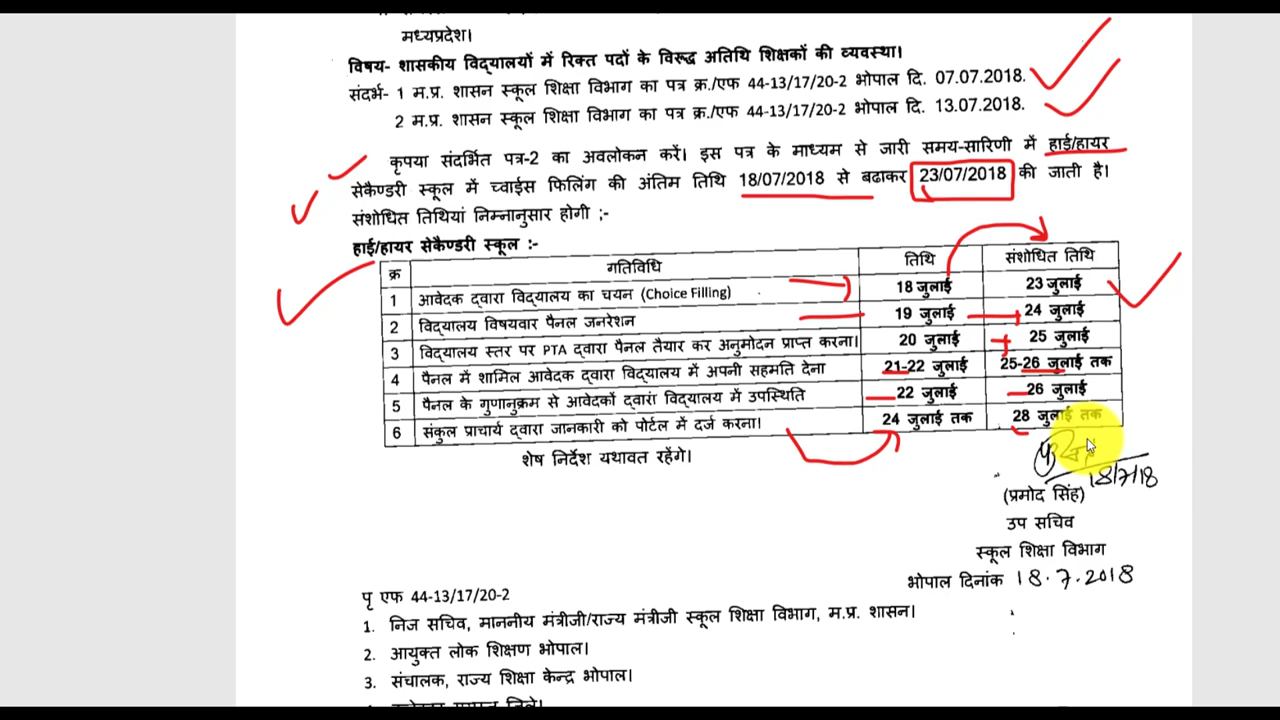 मध्यप्रदेश।
विषय- शासकीय विद्यालयों में रिक्त पदों के विरूद्ध अतिथि शिक्षकों की व्यवस्था।
संदर्भ- 1 म.प्र. शासन स्कूल शिक्षा विभाग का पत्र क्र./एफ 44-13/17/20-2 भोपाल दि. 07.07.2018.
2 म.प्र. शासन स्कूल शिक्षा विभाग का पत्र क्र./एफ 44-13/17/20-2 भोपाल दि. 13.07.2018.
कृपया संदर्भित पत्र-2 का अवलोकन करें। इस पत्र के माध्यम से जारी समय-सारिणी में हाई/हायर
सेकैण्डरी स्कूल में च्वाईस फिलिंग की अंतिम तिथि 18/07/2018 से बढाकर 23/07/2018 की जाती है।
संशोधित तिथियां निम्नानुसार होगी ;-
हाई/हायर सेकैण्डरी स्कूल :-
क्र गतिविधि तिथि संशोधित तिथि
1 आवेदक द्वारा विद्यालय का चयन (Choice Filling) 18 जुलाई 23 जुलाई
2 विद्यालय विषयवार पैनल जनरेशन 19 जुलाई 24 जुलाई
3 विद्यालय स्तर पर PTA द्वारा पैनल तैयार कर अनुमोदन प्राप्त करना। 20 जुलाई 25 जुलाई
4 पैनल में शामिल आवेदक द्वारा विद्यालय में अपनी सहमति देना 21-22 जुलाई 25-26 जुलाई तक
5 पैनल के गुणानुक्रम से आवेदकों द्वारा विद्यालय में उपस्थिति 22 जुलाई 26 जुलाई
6 संकुल प्राचार्य द्वारा जानकारी को पोर्टल में दर्ज करना। 24 जुलाई तक 28 जुलाई तक
शेष निर्देश यथावत रहेंगे।
18/7/18
(प्रमोद सिंह)
उप सचिव
स्कूल शिक्षा विभाग
भोपाल दिनांक 18.7.2018
पृ एफ 44-13/17/20-2
1. निज सचिव, माननीय मंत्रीजी/राज्य मंत्रीजी स्कूल शिक्षा विभाग, म.प्र. शासन।
2. आयुक्त लोक शिक्षण भोपाल।
3. संचालक, राज्य शिक्षा केन्द्र भोपाल।